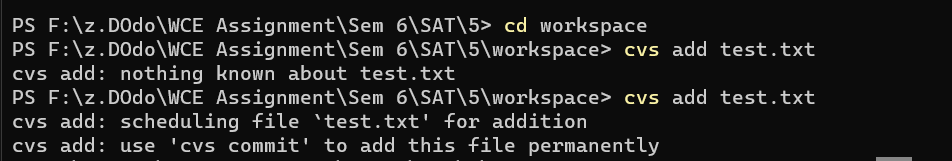 PS F:\z.DOdo\WCE Assignment\Sem 6\SAT\5> cd workspace
PS F:\z.DOdo\WCE Assignment\Sem 6\SAT\5\workspace> cvs add test.txt
cvs add: nothing known about test.txt
PS F:\z.DOdo\WCE Assignment\Sem 6\SAT\5\workspace> cvs add test.txt
cvs add: scheduling file `test.txt' for addition
cvs add: use 'cvs commit' to add this file permanently